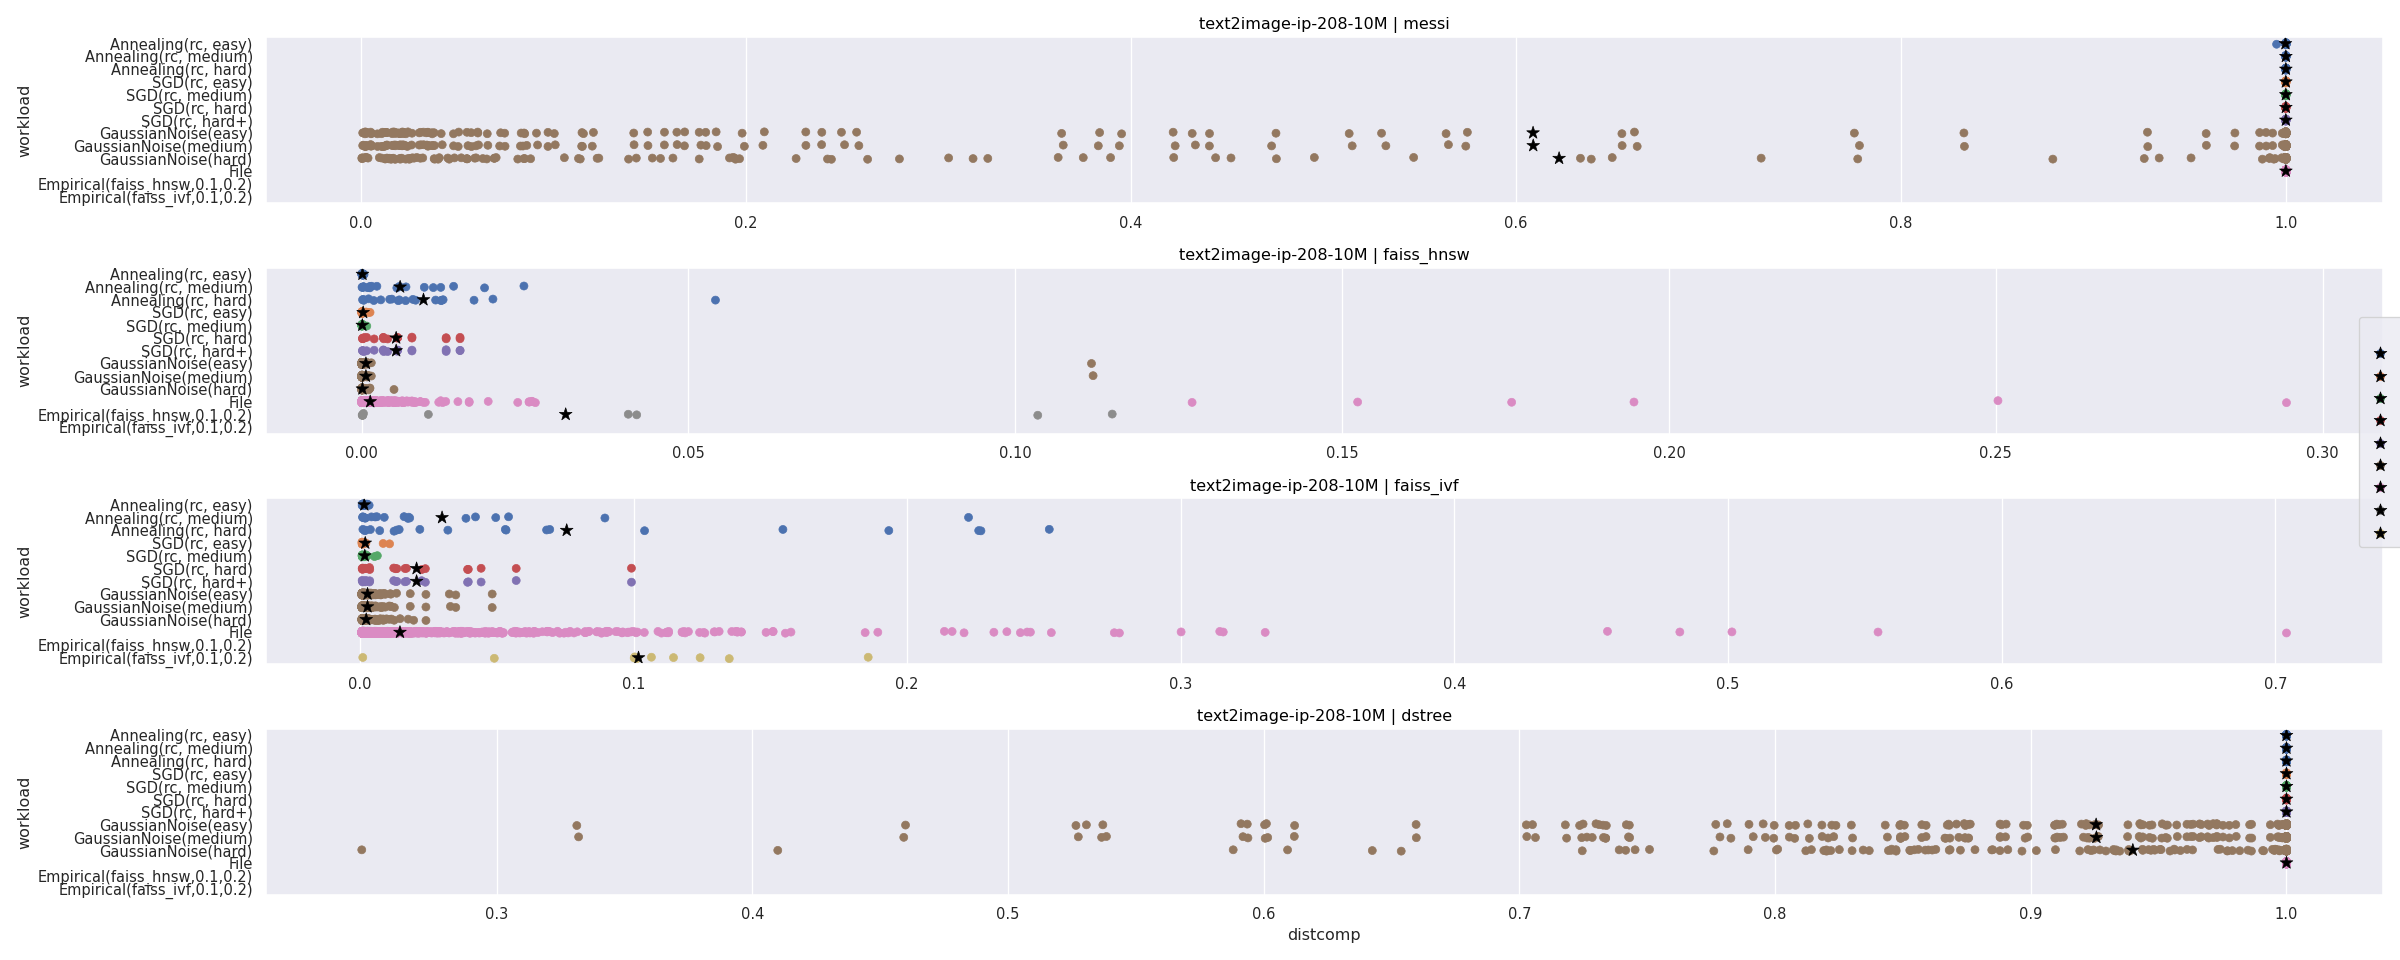 text2image-ip-208-10M | messi
workload
Annealing(rc, easy)
Annealing(rc, medium)
Annealing(rc, hard)
SGD(rc, easy)
SGD(rc, medium)
SGD(rc, hard)
SGD(rc, hard+)
GaussianNoise(easy)
GaussianNoise(medium)
GaussianNoise(hard)
File
Empirical(faiss_hnsw,0.1,0.2)
Empirical(faiss_ivf,0.1,0.2)
0.0 0.2 0.4 0.6 0.8 1.0
text2image-ip-208-10M | faiss_hnsw
workload
Annealing(rc, easy)
Annealing(rc, medium)
Annealing(rc, hard)
SGD(rc, easy)
SGD(rc, medium)
SGD(rc, hard)
SGD(rc, hard+)
GaussianNoise(easy)
GaussianNoise(medium)
GaussianNoise(hard)
File
Empirical(faiss_hnsw,0.1,0.2)
Empirical(faiss_ivf,0.1,0.2)
0.00 0.05 0.10 0.15 0.20 0.25 0.30
text2image-ip-208-10M | faiss_ivf
workload
Annealing(rc, easy)
Annealing(rc, medium)
Annealing(rc, hard)
SGD(rc, easy)
SGD(rc, medium)
SGD(rc, hard)
SGD(rc, hard+)
GaussianNoise(easy)
GaussianNoise(medium)
GaussianNoise(hard)
File
Empirical(faiss_hnsw,0.1,0.2)
Empirical(faiss_ivf,0.1,0.2)
0.0 0.1 0.2 0.3 0.4 0.5 0.6 0.7
text2image-ip-208-10M | dstree
workload
Annealing(rc, easy)
Annealing(rc, medium)
Annealing(rc, hard)
SGD(rc, easy)
SGD(rc, medium)
SGD(rc, hard)
SGD(rc, hard+)
GaussianNoise(easy)
GaussianNoise(medium)
GaussianNoise(hard)
File
Empirical(faiss_hnsw,0.1,0.2)
Empirical(faiss_ivf,0.1,0.2)
0.3 0.4 0.5 0.6 0.7 0.8 0.9 1.0
distcomp